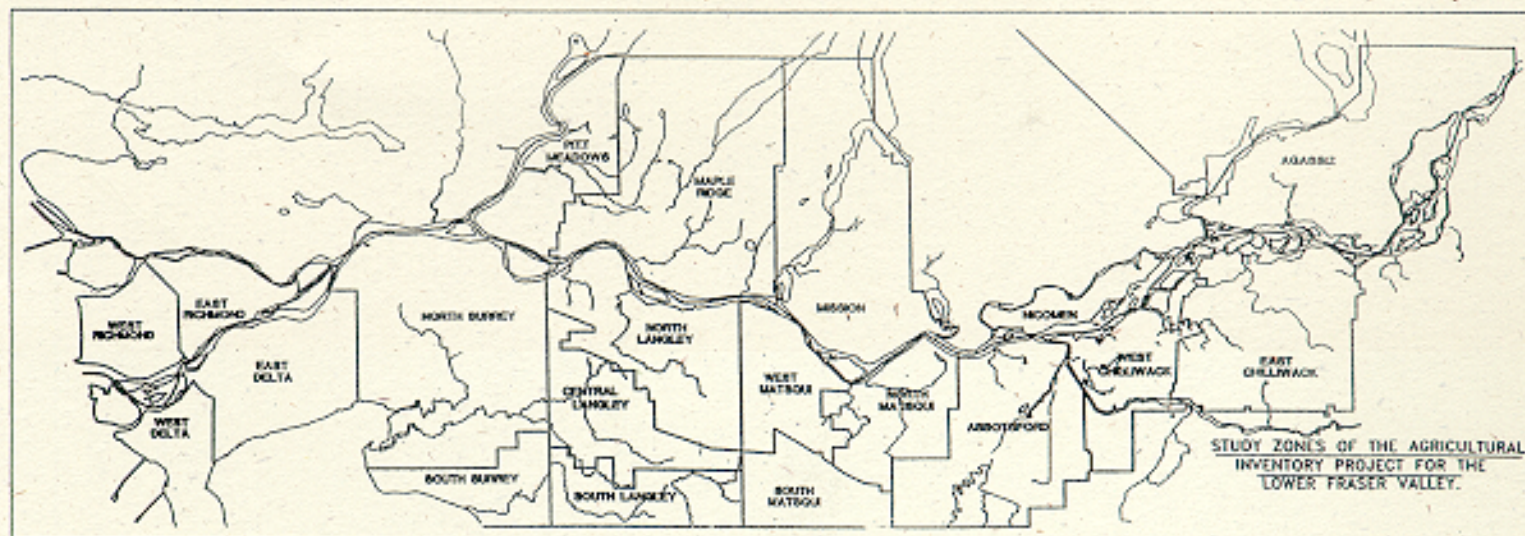 PITT
MEADOWS
AGASSIZ
MAPLE
RIDGE
EAST
RICHMOND
WEST
RICHMOND
NORTH SURREY
MISSION
NICOMEN
NORTH
LANGLEY
EAST
DELTA
WEST
CHILLIWACK
EAST
CHILLIWACK
WEST
MATSQUI
CENTRAL
LANGLEY
NORTH
MATSQUI
WEST
DELTA
ABBOTSFORD
SOUTH SURREY
SOUTH LANGLEY
SOUTH
MATSQUI
STUDY ZONES OF THE AGRICULTURAL
INVENTORY PROJECT FOR THE
LOWER FRASER VALLEY.